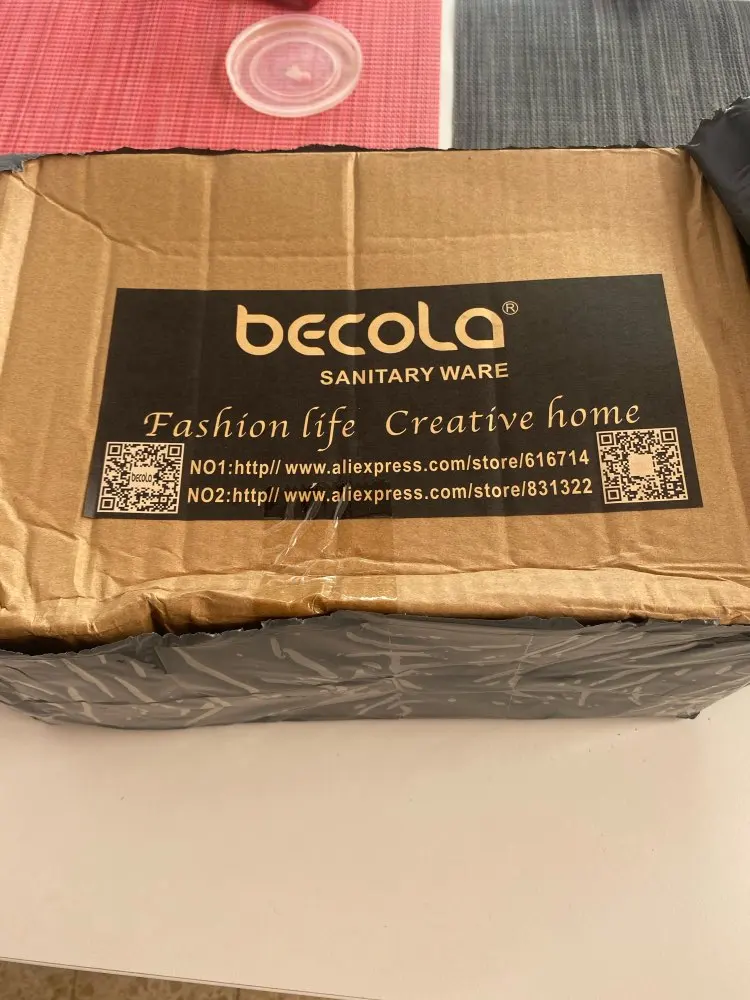 becola®
SANITARY WARE
Fashion life Creative home
becola
NO1:http// www.aliexpress.com/store/616714
NO2:http// www.aliexpress.com/store/831322